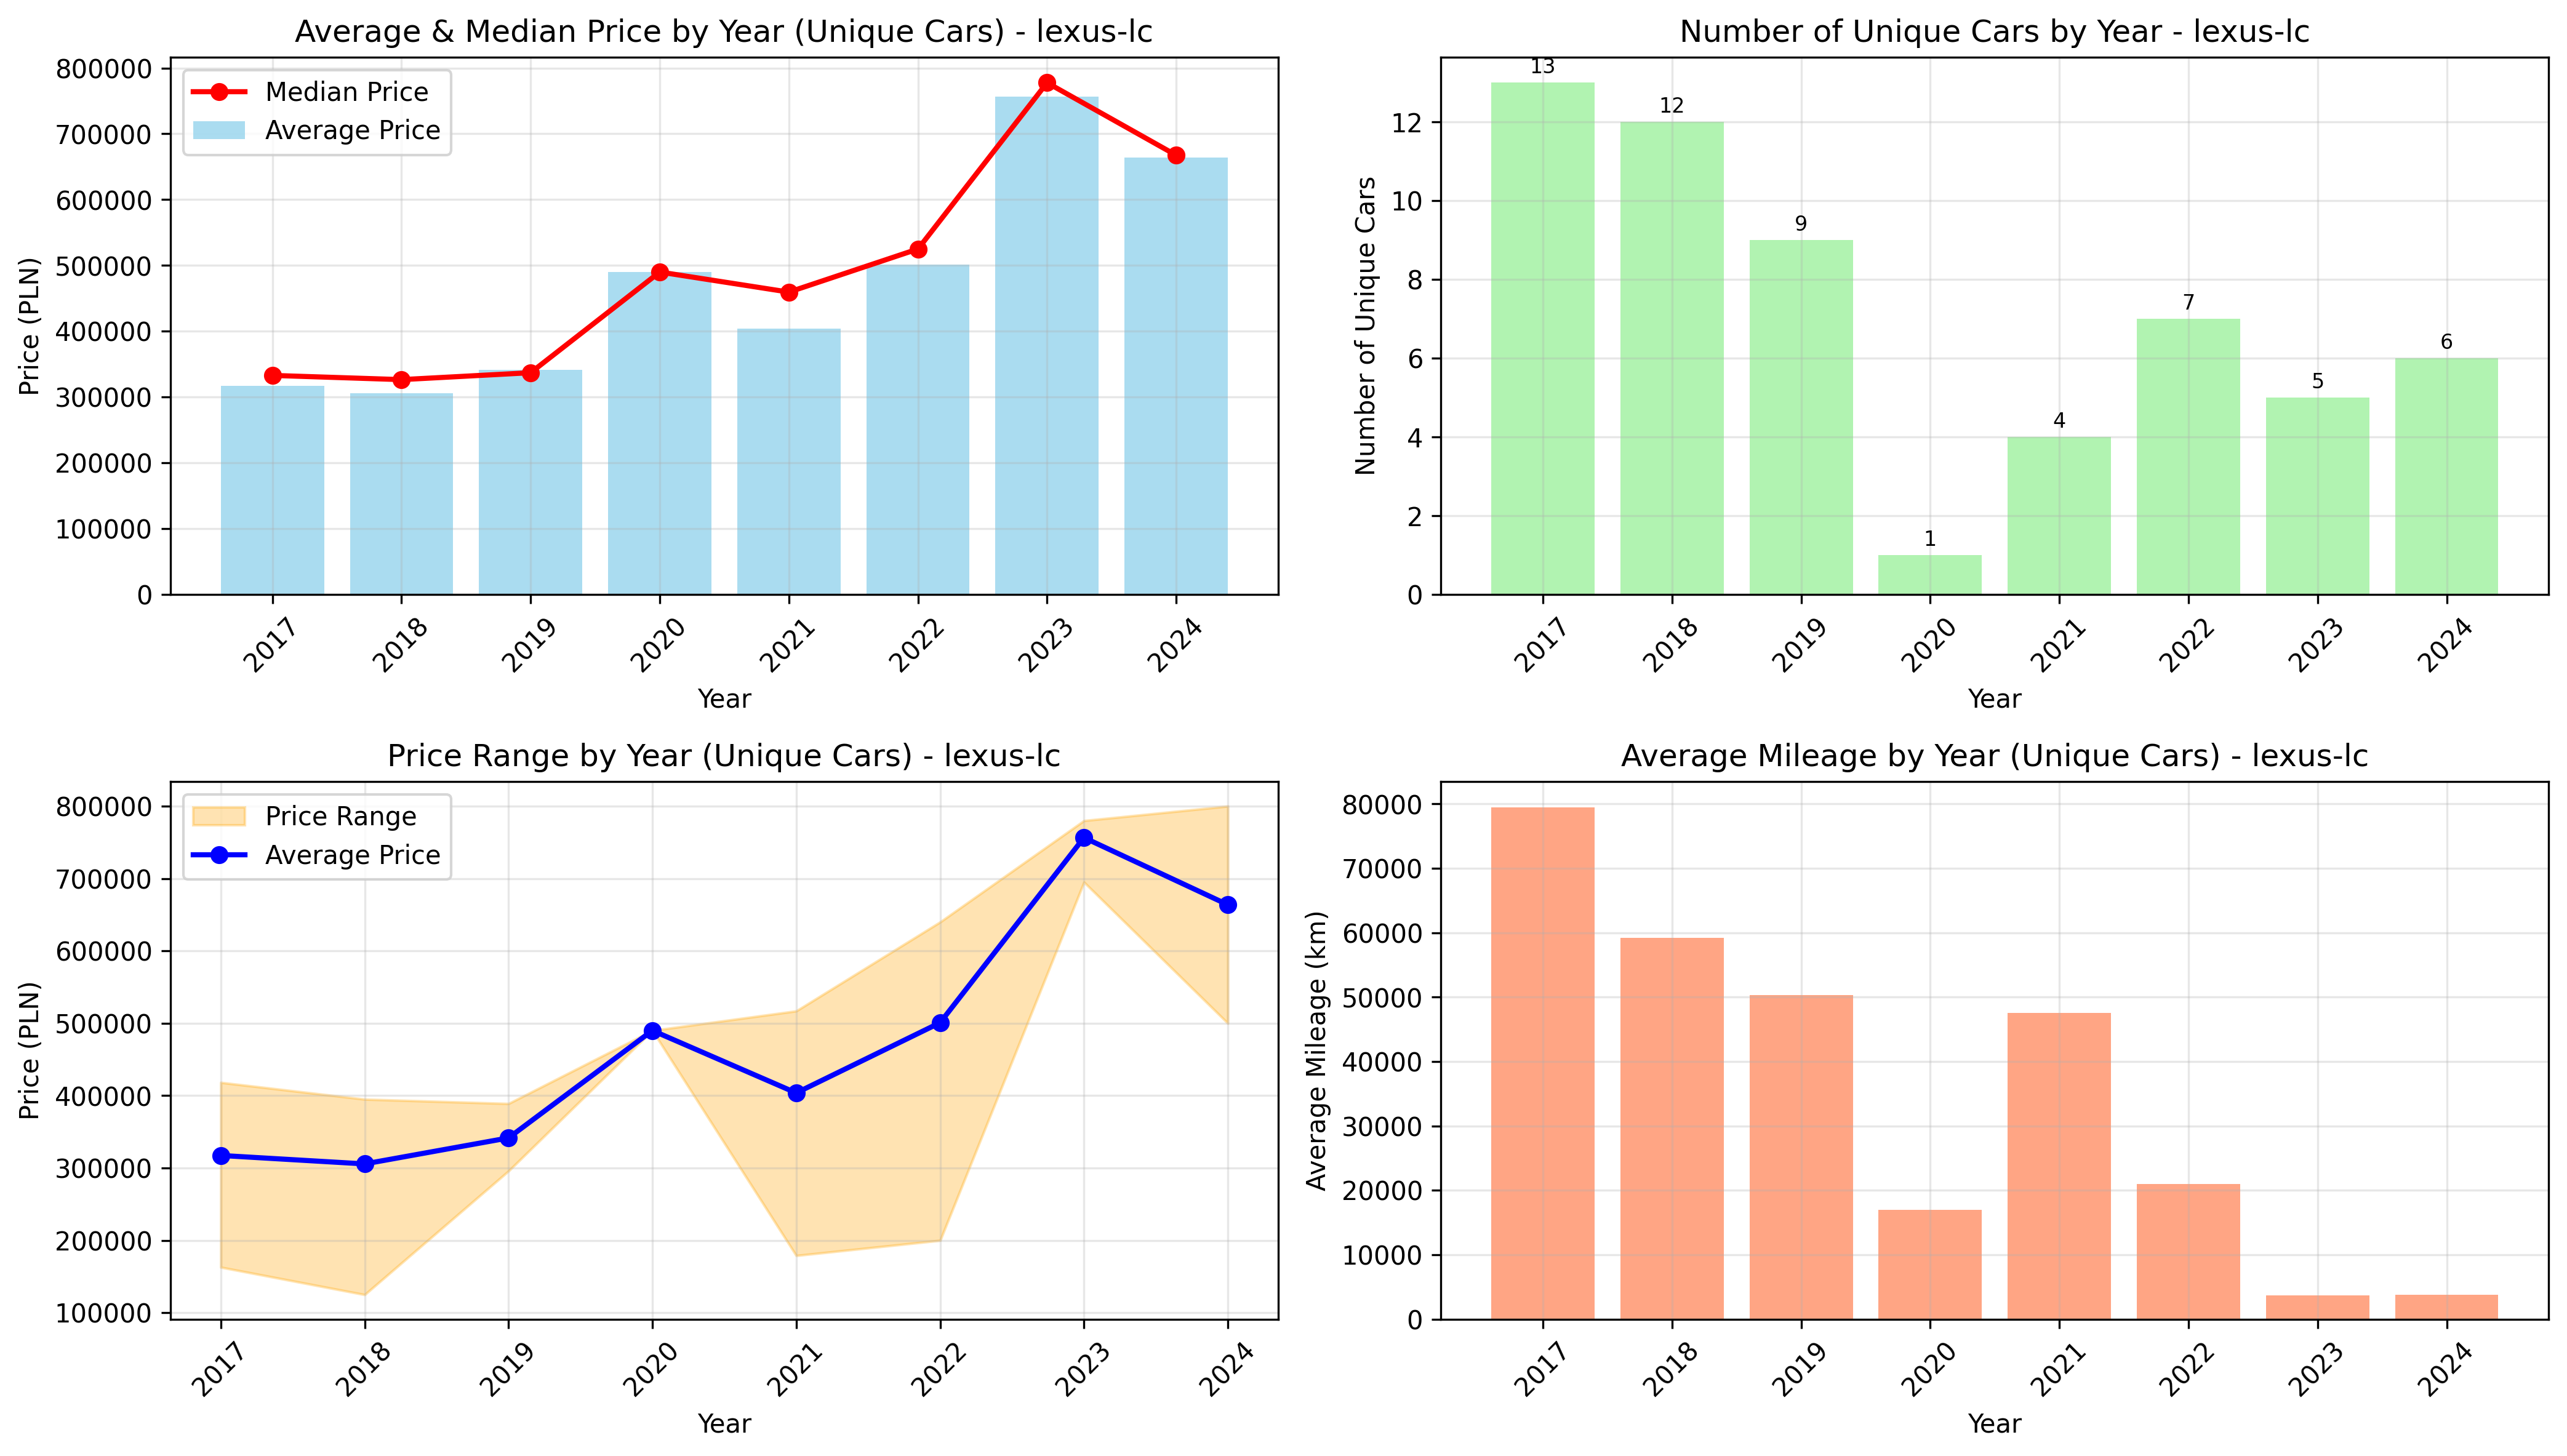 Average & Median Price by Year (Unique Cars) - lexus-lc
Median Price
Average Price
Price (PLN)
800000
700000
600000
500000
400000
300000
200000
100000
0
2017 2018 2019 2020 2021 2022 2023 2024
Year
Number of Unique Cars by Year - lexus-lc
Number of Unique Cars
12
10
8
6
4
2
0
13 12 9 1 4 7 5 6
2017 2018 2019 2020 2021 2022 2023 2024
Year
Price Range by Year (Unique Cars) - lexus-lc
Price Range
Average Price
Price (PLN)
800000
700000
600000
500000
400000
300000
200000
100000
2017 2018 2019 2020 2021 2022 2023 2024
Year
Average Mileage by Year (Unique Cars) - lexus-lc
Average Mileage (km)
80000
70000
60000
50000
40000
30000
20000
10000
0
2017 2018 2019 2020 2021 2022 2023 2024
Year